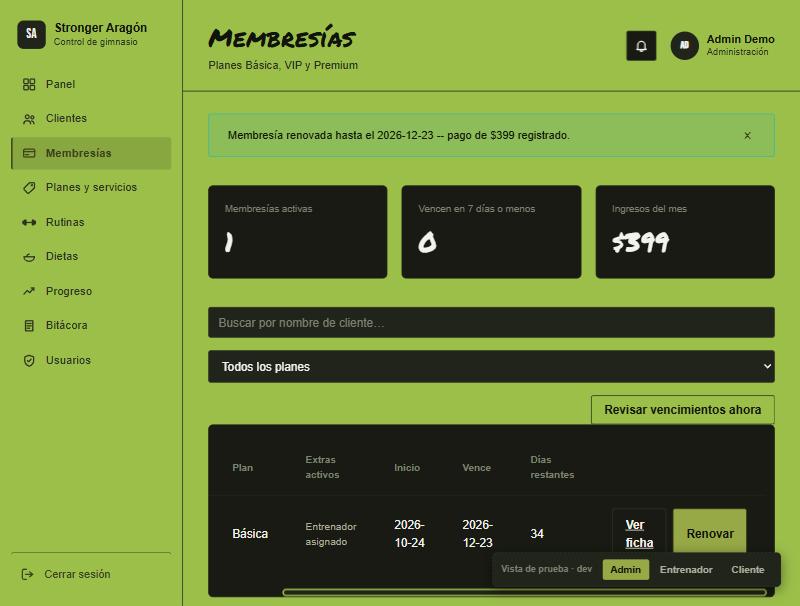 SA
Stronger Aragón
Control de gimnasio
Panel
Clientes
Membresías
Planes y servicios
Rutinas
Dietas
Progreso
Bitácora
Usuarios
Cerrar sesión
Membresías
Planes Básica, VIP y Premium
AD
Admin Demo
Administración
Membresía renovada hasta el 2026-12-23 -- pago de $399 registrado.
×
Membresías activas
1
Vencen en 7 días o menos
0
Ingresos del mes
$399
Buscar por nombre de cliente...
Todos los planes
Revisar vencimientos ahora
Plan
Extras
activos
Inicio
Vence
Días
restantes
Básica
Entrenador
asignado
2026-
10-24
2026-
12-23
34
Ver
ficha
Renovar
Vista de prueba · dev
Admin
Entrenador
Cliente